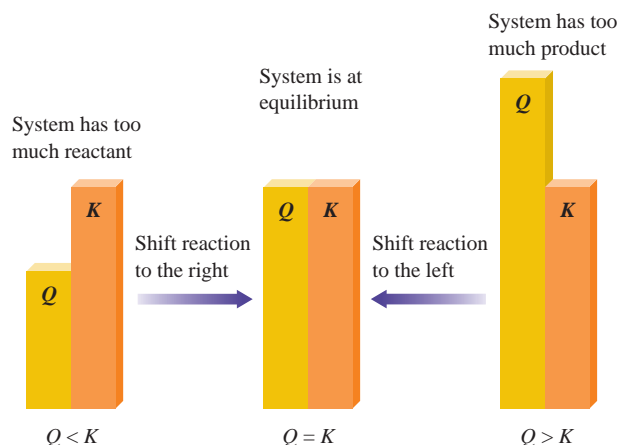 System has too
much product
System is at
equilibrium
System has too
much reactant
Q
K
Q
K
Q
K
Shift reaction
to the right
Shift reaction
to the left
Q < K
Q = K
Q > K